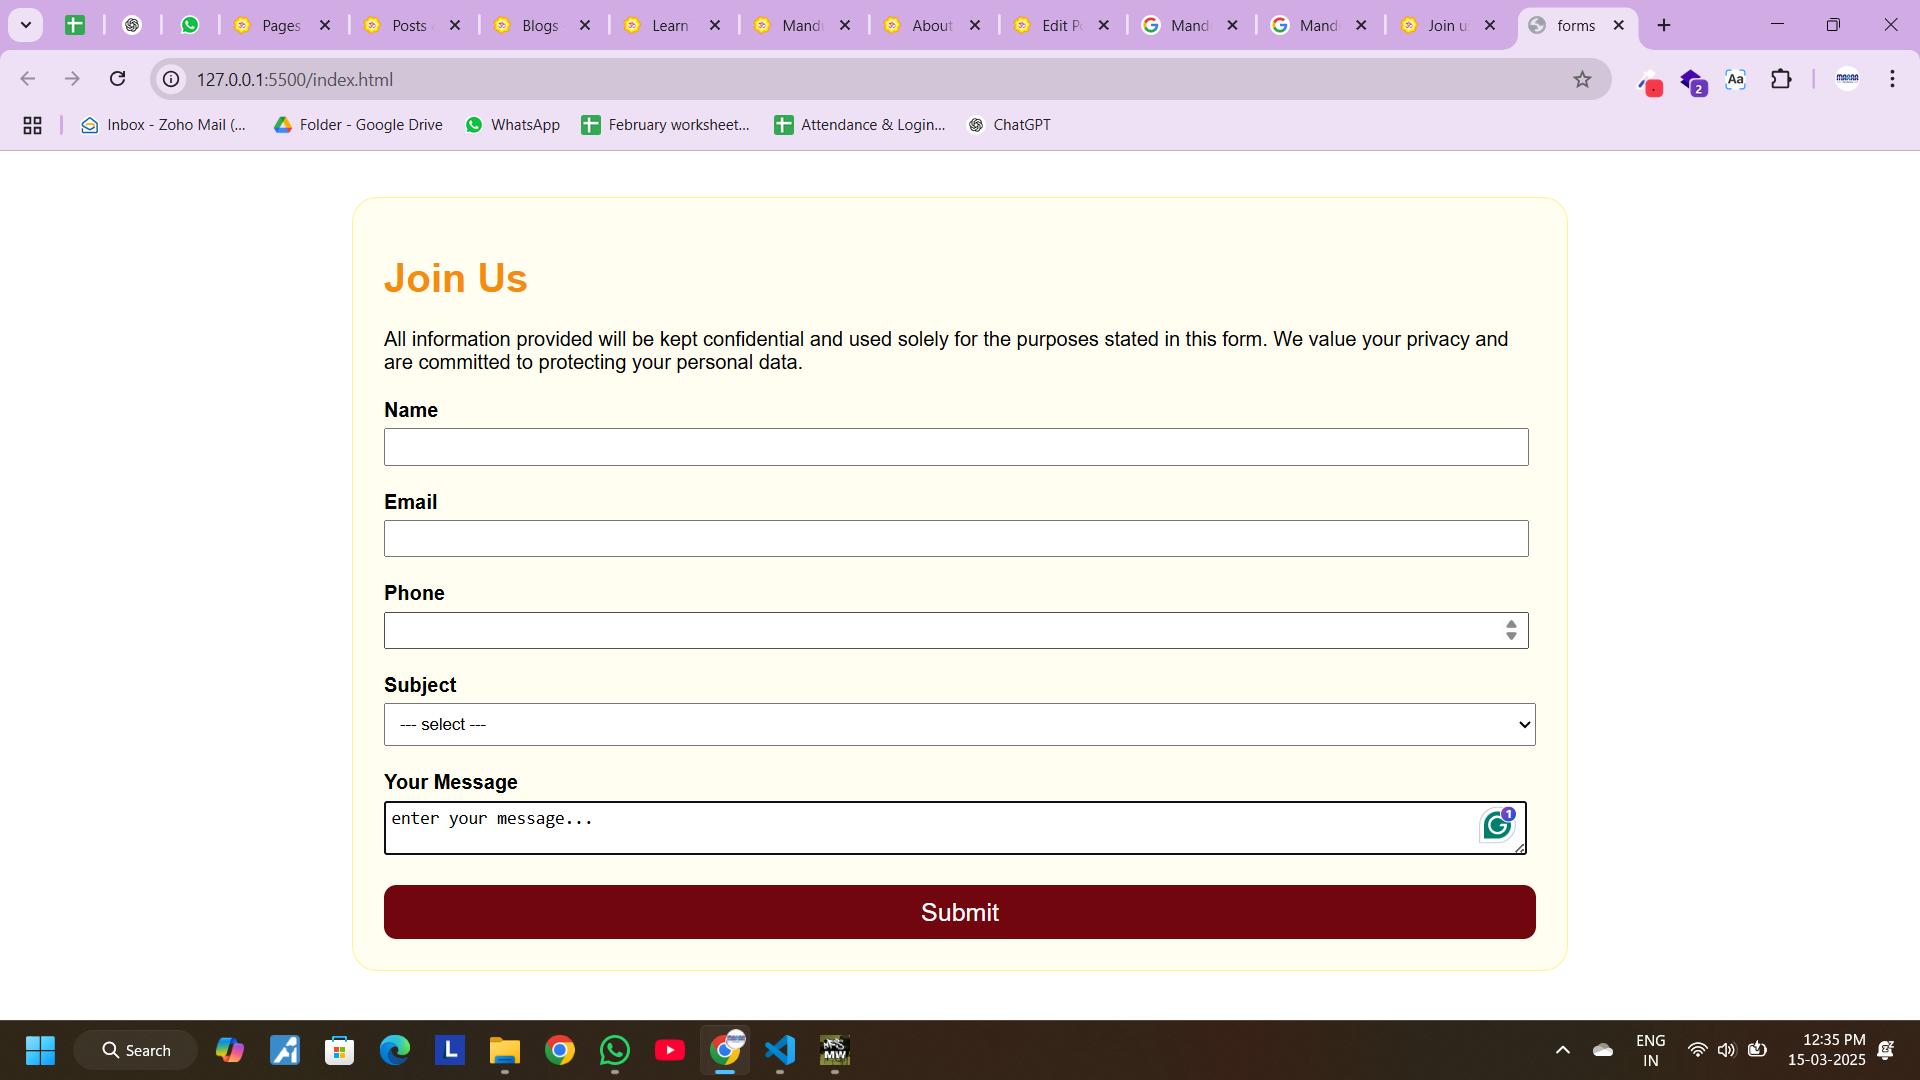 Pages
Posts
Blogs
Learn
Mand
About
Edit P
Mand
Mand
Join u
forms
127.0.0.1:5500/index.html
2
Aa
Inbox - Zoho Mail (...
Folder - Google Drive
WhatsApp
February worksheet...
Attendance & Login...
ChatGPT
Join Us
All information provided will be kept confidential and used solely for the purposes stated in this form. We value your privacy and
are committed to protecting your personal data.
Name
Email
Phone
Subject
--- select ---
Your Message
enter your message...
1
Submit
Search
L
MW
ENG
IN
12:35 PM
15-03-2025